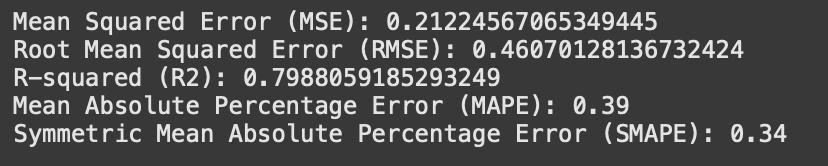 Mean Squared Error (MSE): 0.21224567065349445
Root Mean Squared Error (RMSE): 0.46070128136732424
R-squared (R2): 0.7988059185293249
Mean Absolute Percentage Error (MAPE): 0.39
Symmetric Mean Absolute Percentage Error (SMAPE): 0.34